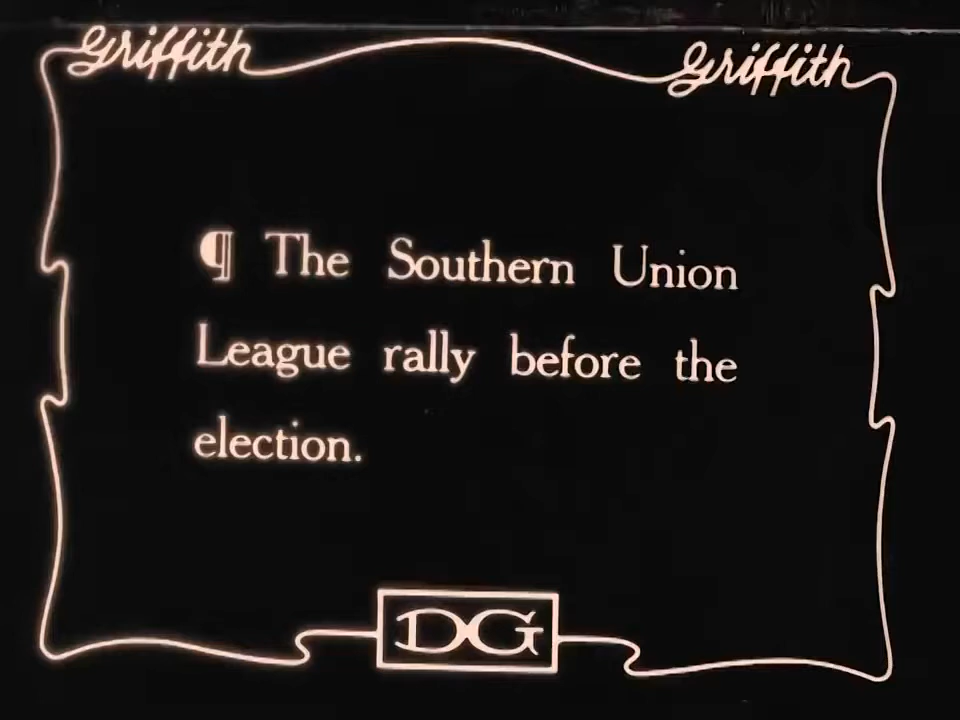 Griffith Griffith
¶ The Southern Union
League rally before the
election.
DG